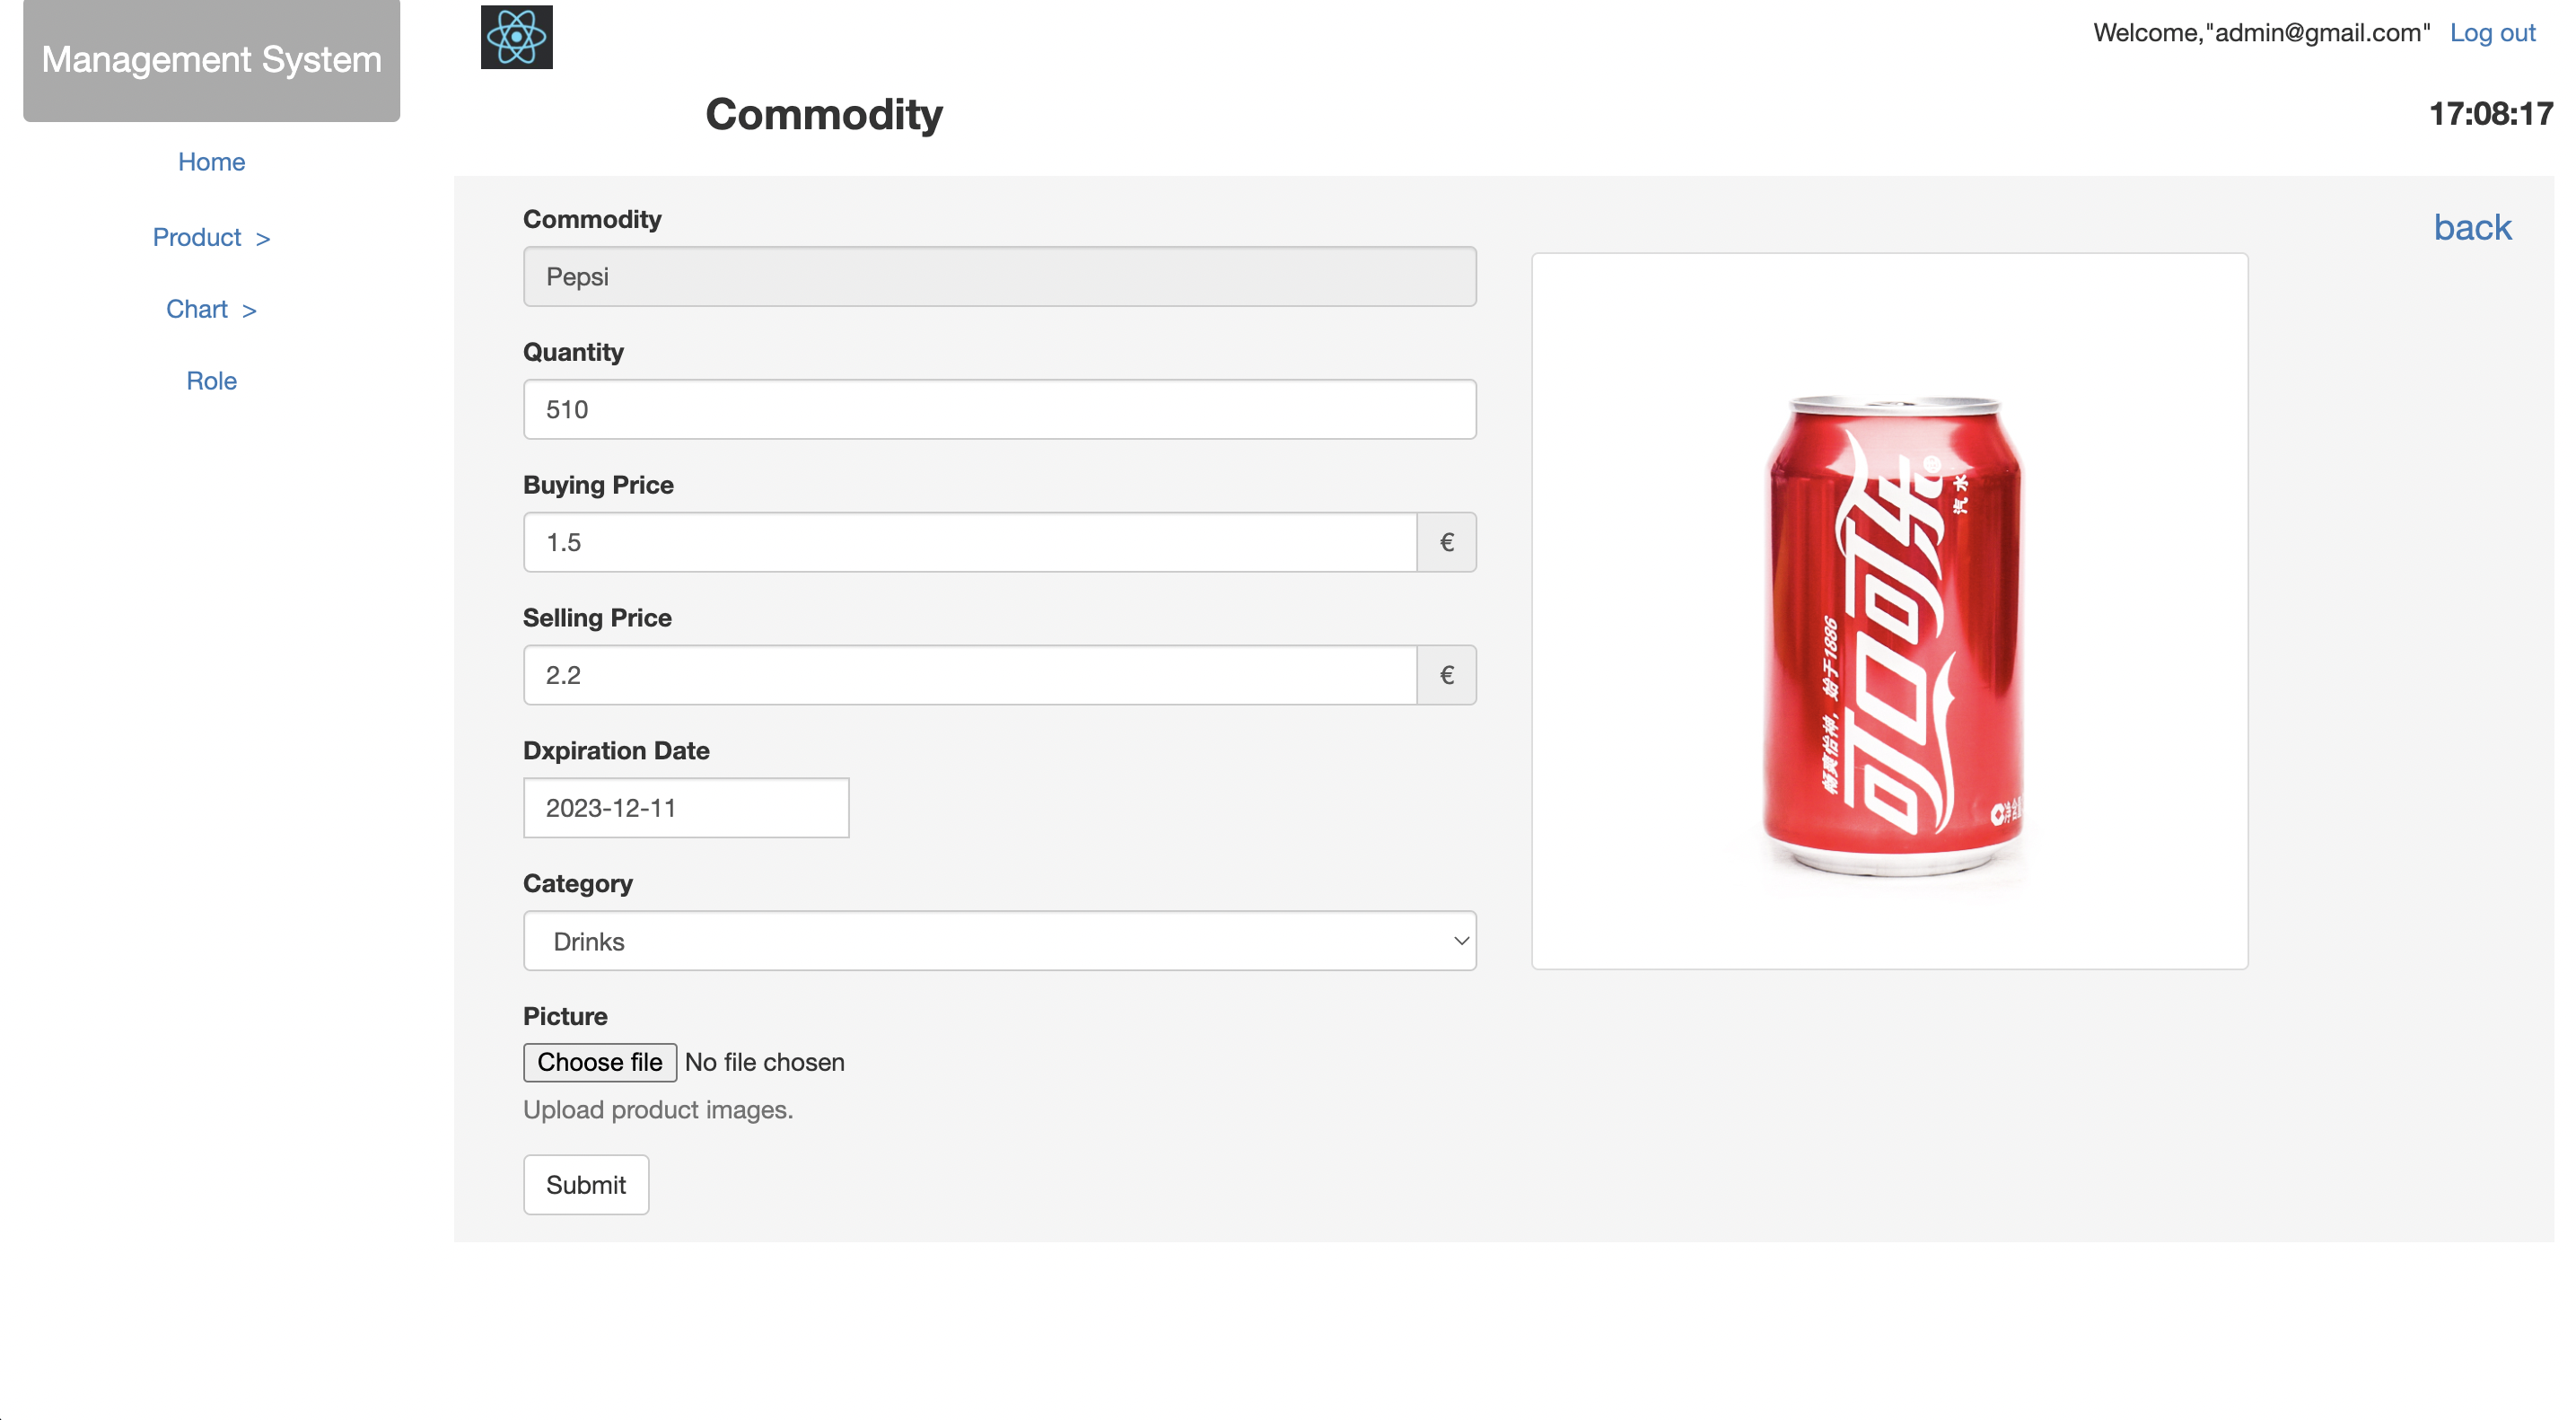 Management System
Home
Product >
Chart >
Role
Welcome,"admin@gmail.com" Log out
Commodity
17:08:17
back
Commodity
Pepsi
Quantity
510
Buying Price
1.5 €
Selling Price
2.2 €
Dxpiration Date
2023-12-11
Category
Drinks
Picture
Choose file No file chosen
Upload product images.
Submit
可口可乐®
汽水
畅爽怡神，始于1886